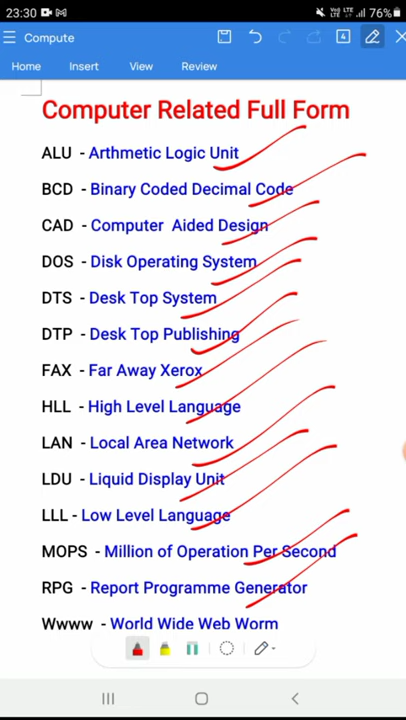 23:30 76%
Compute 4
Home Insert View Review
Computer Related Full Form
ALU - Arthmetic Logic Unit
BCD - Binary Coded Decimal Code
CAD - Computer Aided Design
DOS - Disk Operating System
DTS - Desk Top System
DTP - Desk Top Publishing
FAX - Far Away Xerox
HLL - High Level Language
LAN - Local Area Network
LDU - Liquid Display Unit
LLL - Low Level Language
MOPS - Million of Operation Per Second
RPG - Report Programme Generator
Wwww - World Wide Web Worm